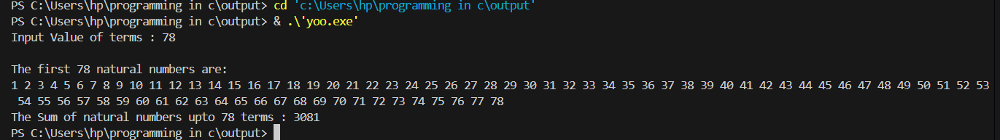 PS C:\Users\hp\programming in c\output> cd 'c:\Users\hp\programming in c\output'
PS C:\Users\hp\programming in c\output> & .\'yoo.exe'
Input Value of terms : 78
The first 78 natural numbers are:
1 2 3 4 5 6 7 8 9 10 11 12 13 14 15 16 17 18 19 20 21 22 23 24 25 26 27 28 29 30 31 32 33 34 35 36 37 38 39 40 41 42 43 44 45 46 47 48 49 50 51 52 53
54 55 56 57 58 59 60 61 62 63 64 65 66 67 68 69 70 71 72 73 74 75 76 77 78
The Sum of natural numbers upto 78 terms : 3081
PS C:\Users\hp\programming in c\output>